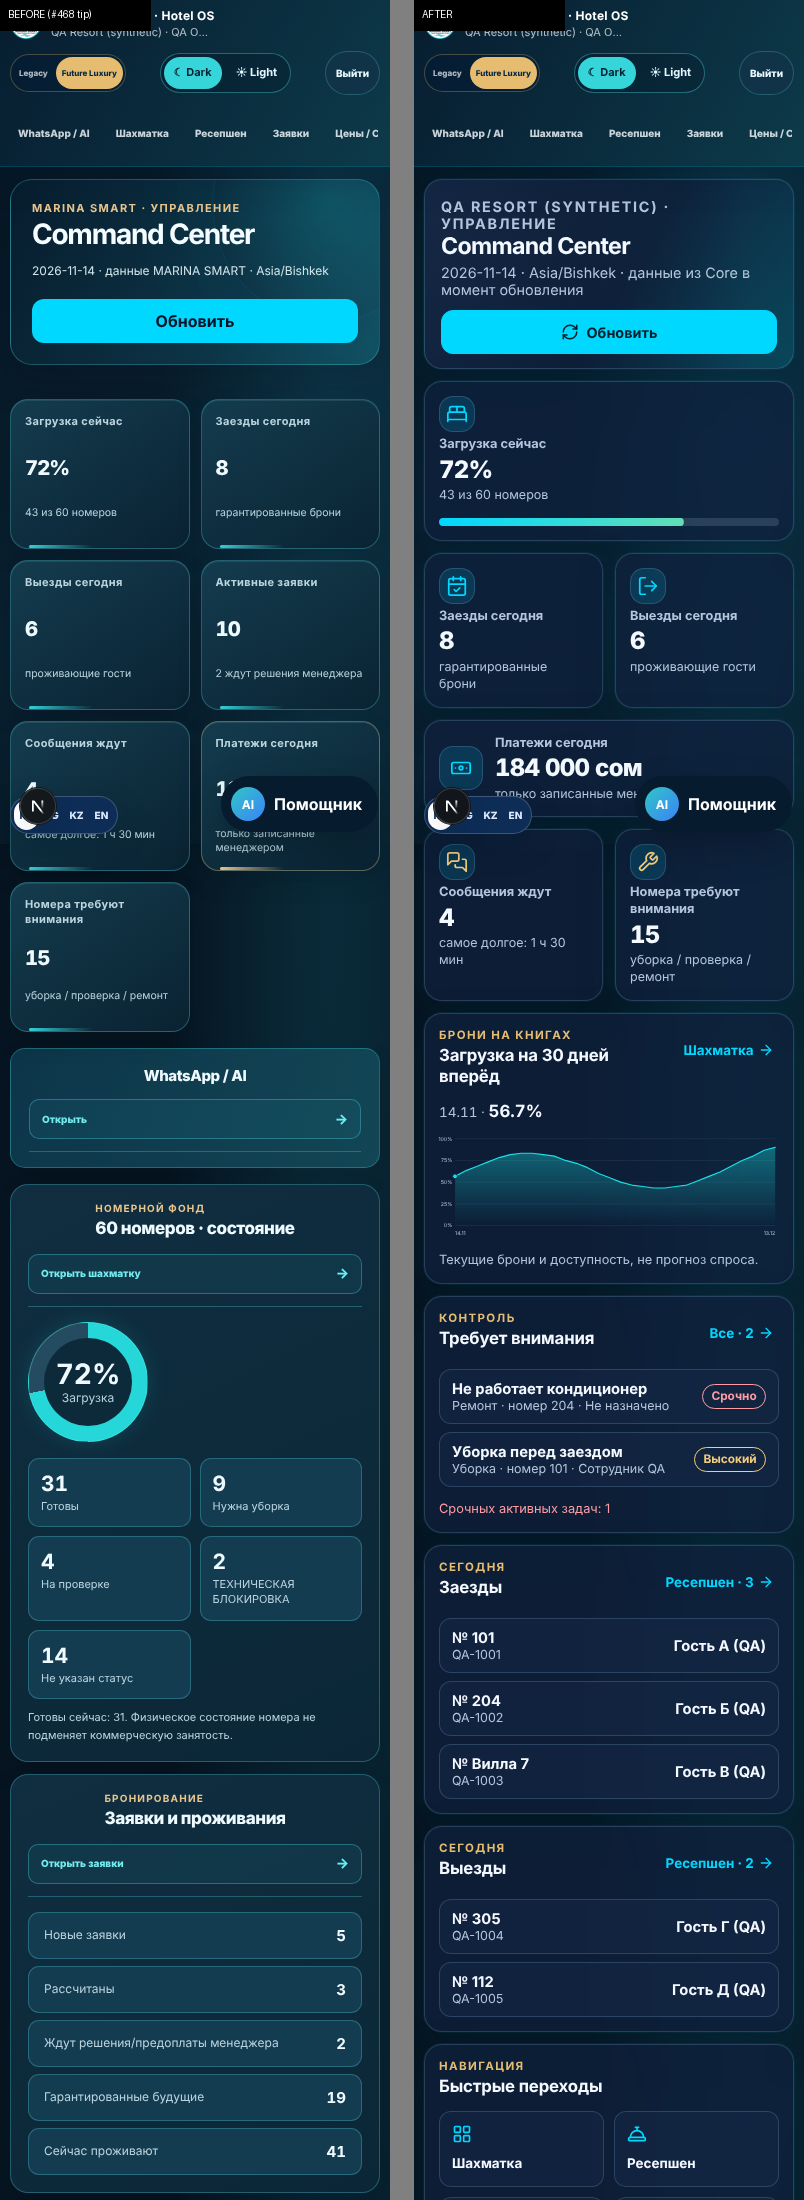 BEFORE (#468 tip)
· Hotel OS
QA Resort (synthetic) · QA O...
Legacy
Future Luxury
☾ Dark
☀ Light
Выйти
WhatsApp / AI
Шахматка
Ресепшен
Заявки
Цены / С
MARINA SMART · УПРАВЛЕНИЕ
Command Center
2026-11-14 · данные MARINA SMART · Asia/Bishkek
Обновить
Загрузка сейчас
72%
43 из 60 номеров
Заезды сегодня
8
гарантированные брони
Выезды сегодня
6
проживающие гости
Активные заявки
10
2 ждут решения менеджера
Сообщения ждут
самое долгое: 1 ч 30 мин
Платежи сегодня
только записанные
менеджером
N
KZ
EN
AI
Помощник
Номера требуют
внимания
15
уборка / проверка / ремонт
WhatsApp / AI
Открыть →
НОМЕРНОЙ ФОНД
60 номеров · состояние
Открыть шахматку →
72%
Загрузка
31
Готовы
9
Нужна уборка
4
На проверке
2
ТЕХНИЧЕСКАЯ
БЛОКИРОВКА
14
Не указан статус
Готовы сейчас: 31. Физическое состояние номера не
подменяет коммерческую занятость.
БРОНИРОВАНИЕ
Заявки и проживания
Открыть заявки →
Новые заявки 5
Рассчитаны 3
Ждут решения/предоплаты менеджера 2
Гарантированные будущие 19
Сейчас проживают 41
AFTER
· Hotel OS
QA Resort (synthetic) · QA O...
Legacy
Future Luxury
☾ Dark
☀ Light
Выйти
WhatsApp / AI
Шахматка
Ресепшен
Заявки
Цены / С
QA RESORT (SYNTHETIC) ·
УПРАВЛЕНИЕ
Command Center
2026-11-14 · Asia/Bishkek · данные из Core в
момент обновления
Обновить
Загрузка сейчас
72%
43 из 60 номеров
Заезды сегодня
8
гарантированные
брони
Выезды сегодня
6
проживающие гости
Платежи сегодня
184 000 сом
только записанные
N
KZ
EN
AI
Помощник
Сообщения ждут
4
самое долгое: 1 ч 30
мин
Номера требуют
внимания
15
уборка / проверка /
ремонт
БРОНИ НА КНИГАХ
Загрузка на 30 дней
вперёд
Шахматка →
14.11 · 56.7%
100%
75%
50%
25%
0%
14.11
13.12
Текущие брони и доступность, не прогноз спроса.
КОНТРОЛЬ
Требует внимания
Все · 2 →
Не работает кондиционер
Ремонт · номер 204 · Не назначено
Срочно
Уборка перед заездом
Уборка · номер 101 · Сотрудник QA
Высокий
Срочных активных задач: 1
СЕГОДНЯ
Заезды
Ресепшен · 3 →
№ 101
QA-1001
Гость А (QA)
№ 204
QA-1002
Гость Б (QA)
№ Вилла 7
QA-1003
Гость В (QA)
СЕГОДНЯ
Выезды
Ресепшен · 2 →
№ 305
QA-1004
Гость Г (QA)
№ 112
QA-1005
Гость Д (QA)
НАВИГАЦИЯ
Быстрые переходы
Шахматка
Ресепшен